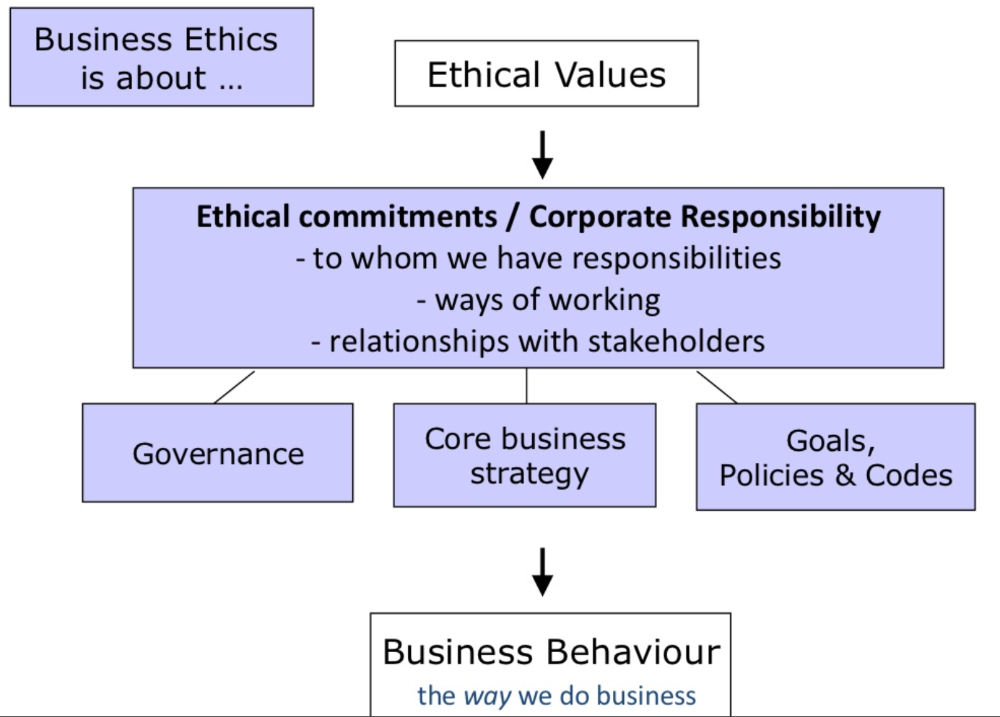 Business Ethics
is about ...
Ethical Values
Ethical commitments / Corporate Responsibility
- to whom we have responsibilities
- ways of working
- relationships with stakeholders
Governance
Core business
strategy
Goals,
Policies & Codes
Business Behaviour
the way we do business